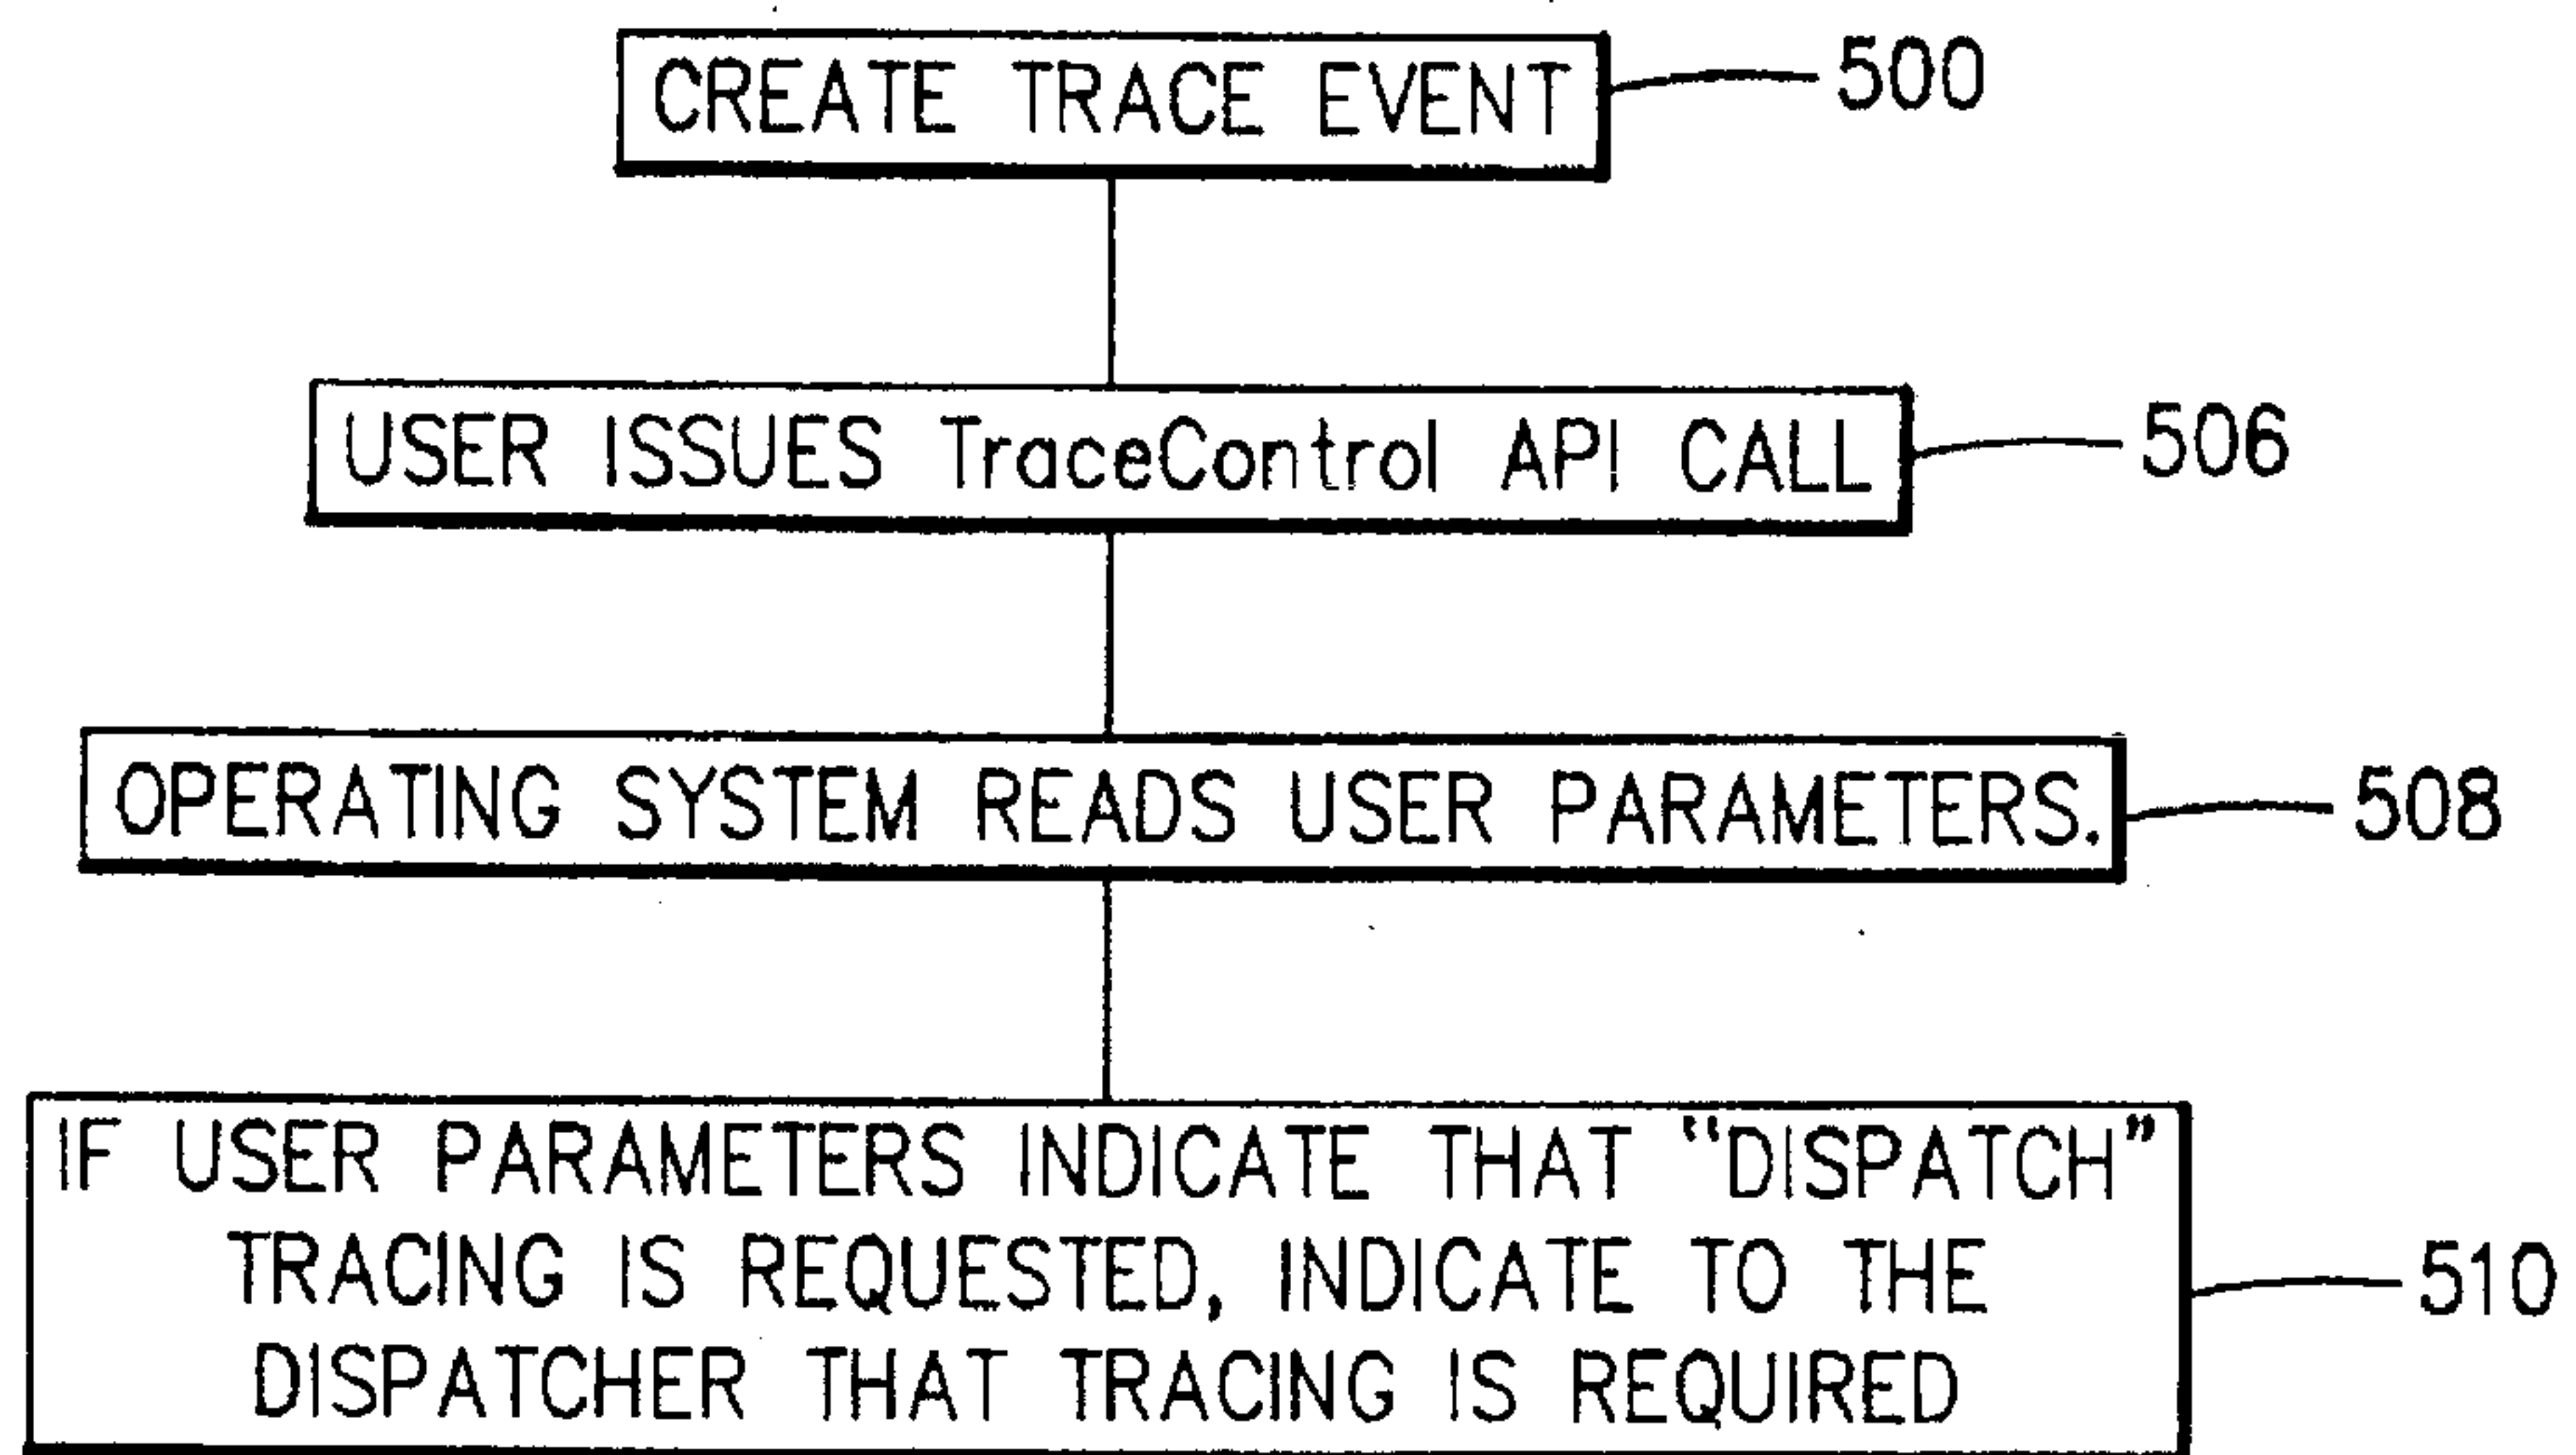 CREATE TRACE EVENT
500
USER ISSUES TraceControl API CALL
506
OPERATING SYSTEM READS USER PARAMETERS.
508
IF USER PARAMETERS INDICATE THAT "DISPATCH"
TRACING IS REQUESTED, INDICATE TO THE
DISPATCHER THAT TRACING IS REQUIRED
510